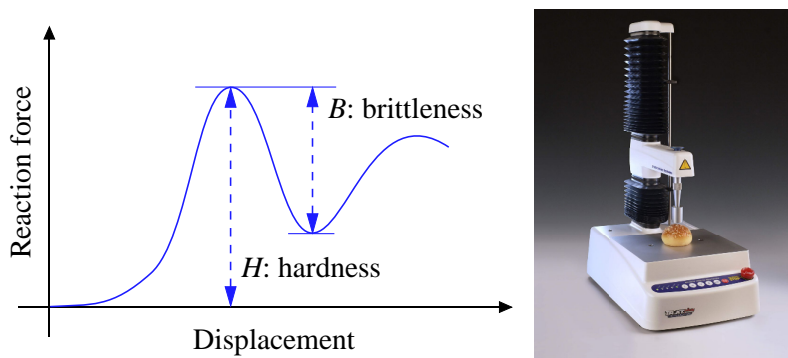 Reaction force
B: brittleness
H: hardness
Displacement